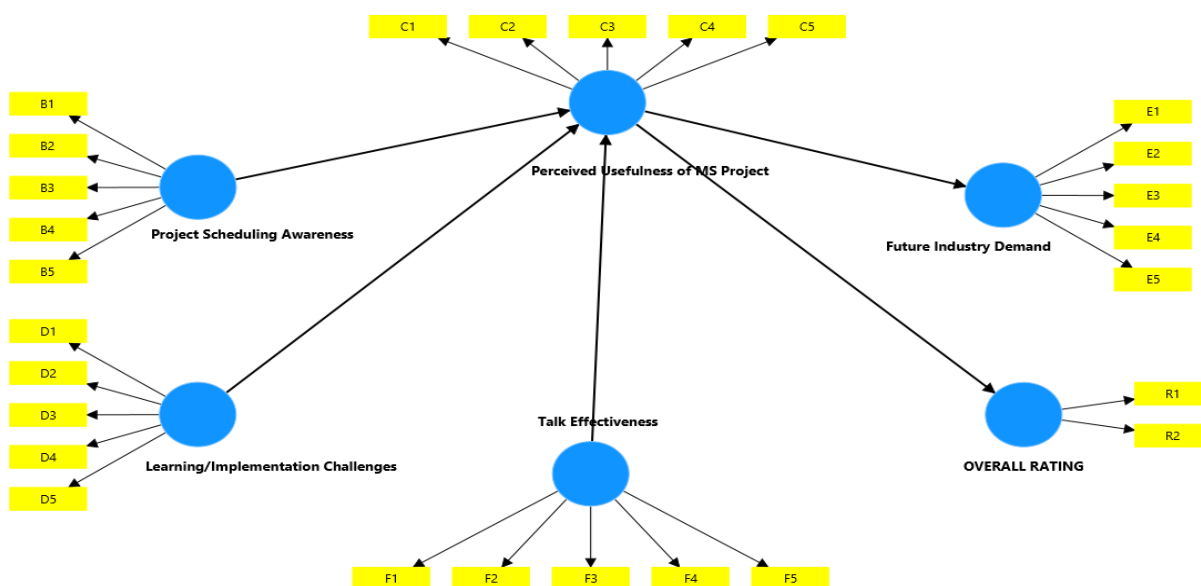 C1
C2
C3
C4
C5
B1
B2
B3
B4
B5
Project Scheduling Awareness
Perceived Usefulness of MS Project
E1
E2
E3
E4
E5
Future Industry Demand
D1
D2
D3
D4
D5
Learning/Implementation Challenges
Talk Effectiveness
F1
F2
F3
F4
F5
R1
R2
OVERALL RATING